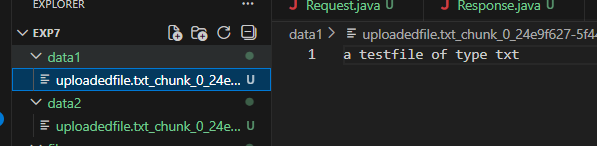 EXPLORER
Request.java
Response.java
EXP7
data1
uploadedfile.txt_chunk_0_24e... U
data2
uploadedfile.txt_chunk_0_24e... U
data1 > uploadedfile.txt_chunk_0_24e9f627-5f44
1 a testfile of type txt